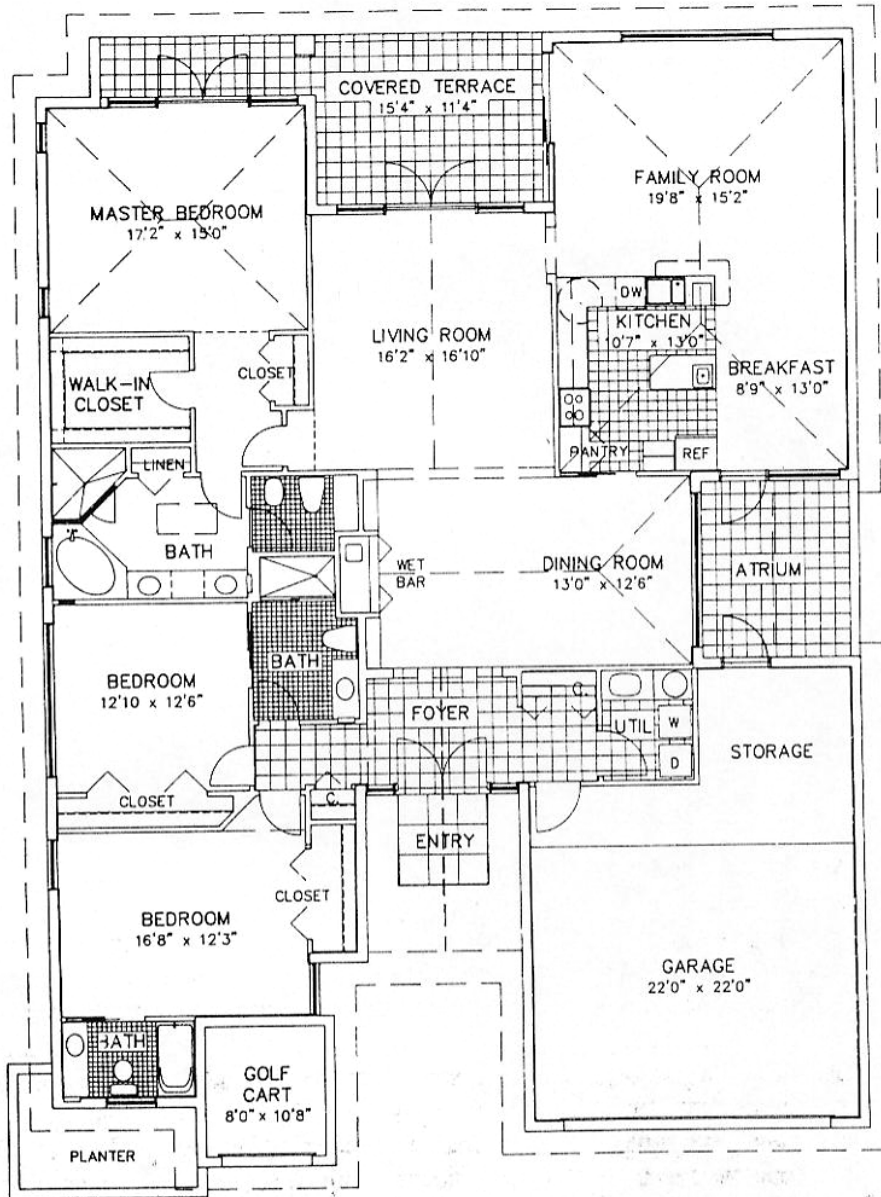 COVERED TERRACE
15'4" x 11'4"
FAMILY ROOM
19'8" x 15'2"
MASTER BEDROOM
17'2" x 15'0"
DW
KITCHEN
10'7" x 13'0"
LIVING ROOM
16'2" x 16'10"
BREAKFAST
8'9" x 13'0"
WALK-IN
CLOSET
CLOSET
PANTRY
REF
LINEN
BATH
WET
BAR
DINING ROOM
13'0" x 12'6"
ATRIUM
BATH
BEDROOM
12'10 x 12'6"
FOYER
C.
UTIL
W
D
STORAGE
CLOSET
C.
ENTRY
CLOSET
BEDROOM
16'8" x 12'3"
GARAGE
22'0" x 22'0"
BATH
GOLF
CART
8'0" x 10'8"
PLANTER